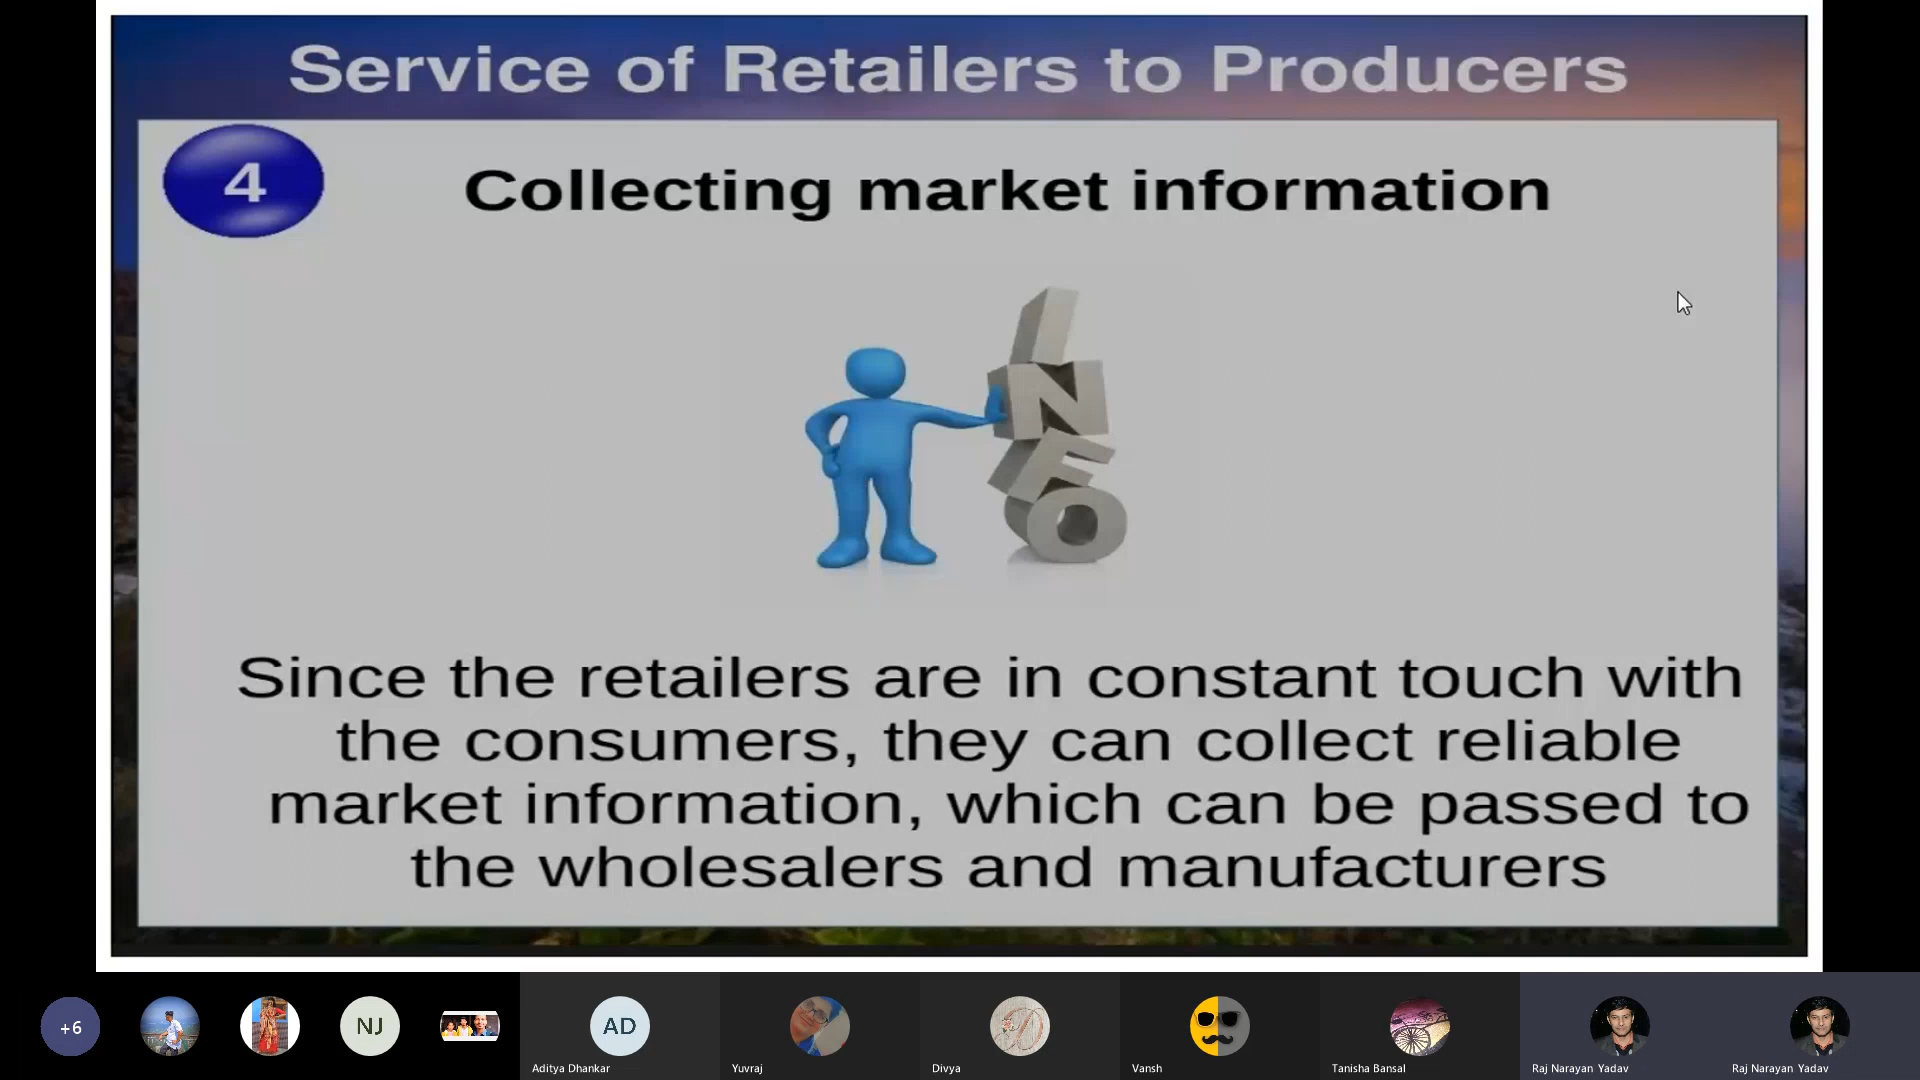 Service of Retailers to Producers
4
Collecting market information
INFO
Since the retailers are in constant touch with
the consumers, they can collect reliable
market information, which can be passed to
the wholesalers and manufacturers
+6
NJ
AD
Aditya Dhankar
Yuvraj
Divya
Vansh
Tanisha Bansal
Raj Narayan Yadav
Raj Narayan Yadav